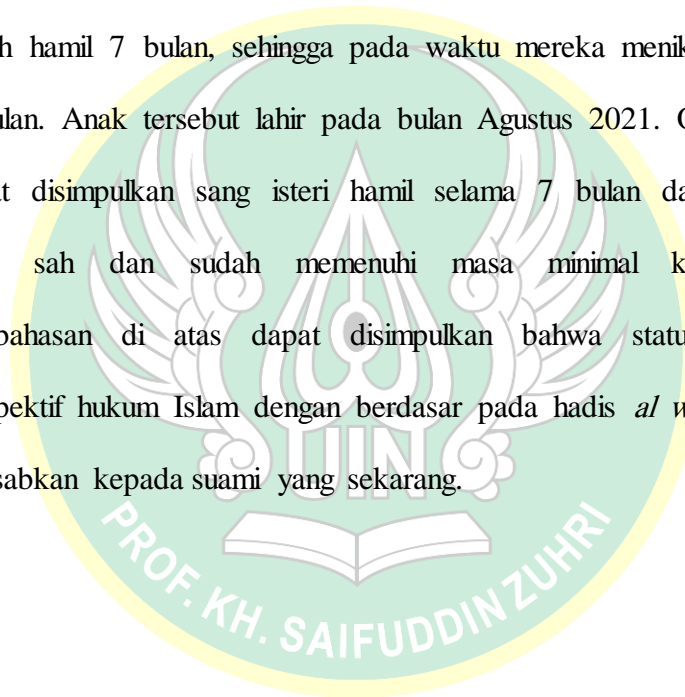 h hamil 7 bulan, sehingga pada waktu mereka menik
ulan. Anak tersebut lahir pada bulan Agustus 2021. O
at disimpulkan sang isteri hamil selama 7 bulan da
sah dan sudah memenuhi masa minimal k
bahasan di atas dapat disimpulkan bahwa statu
pektif hukum Islam dengan berdasar pada hadis al w
sabkan kepada suami yang sekarang.
UIN
PROF. KH. SAIFUDDIN ZUHRI